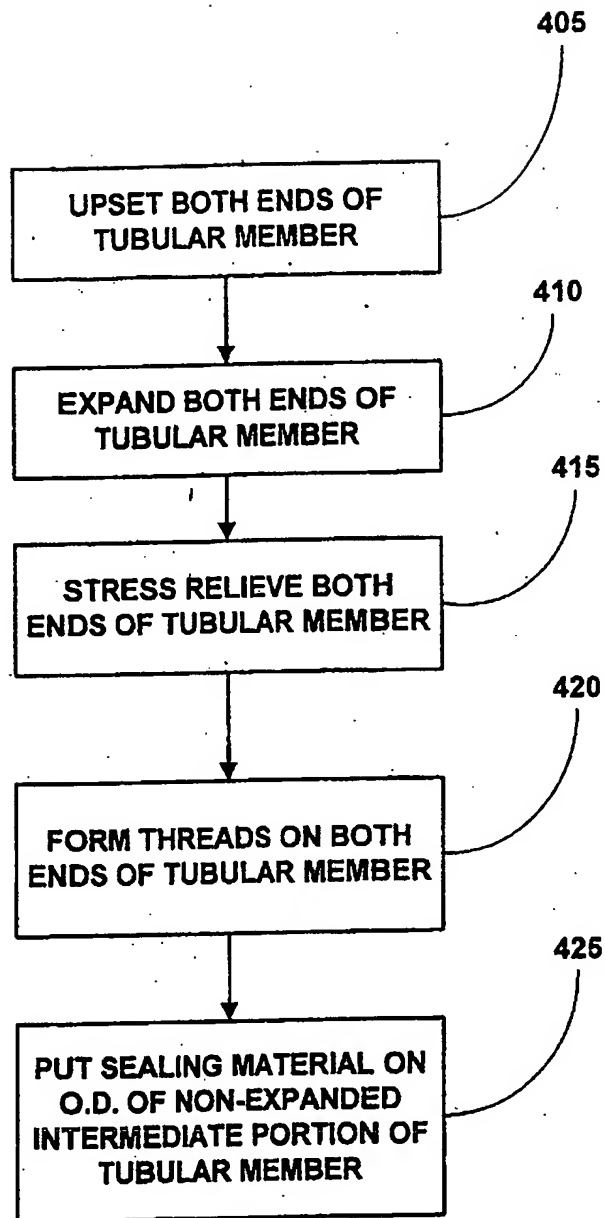 405
UPSET BOTH ENDS OF
TUBULAR MEMBER
410
EXPAND BOTH ENDS OF
TUBULAR MEMBER
415
STRESS RELIEVE BOTH
ENDS OF TUBULAR MEMBER
420
FORM THREADS ON BOTH
ENDS OF TUBULAR MEMBER
425
PUT SEALING MATERIAL ON
O.D. OF NON-EXPANDED
INTERMEDIATE PORTION OF
TUBULAR MEMBER